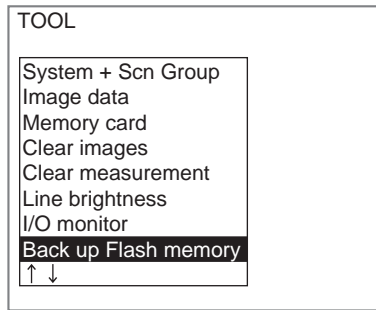 TOOL
System + Scn Group
Image data
Memory card
Clear images
Clear measurement
Line brightness
I/O monitor
Back up Flash memory
↑ ↓